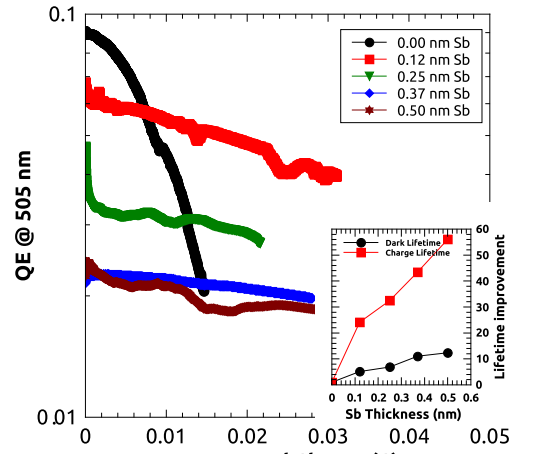 0.1
0.00 nm Sb
0.12 nm Sb
0.25 nm Sb
0.37 nm Sb
0.50 nm Sb
QE @ 505 nm
0.01
0 0.01 0.02 0.03 0.04 0.05
Dark Lifetime
Charge Lifetime
60
50
40
30
20
10
0
Lifetime improvement
0 0.1 0.2 0.3 0.4 0.5 0.6
Sb Thickness (nm)